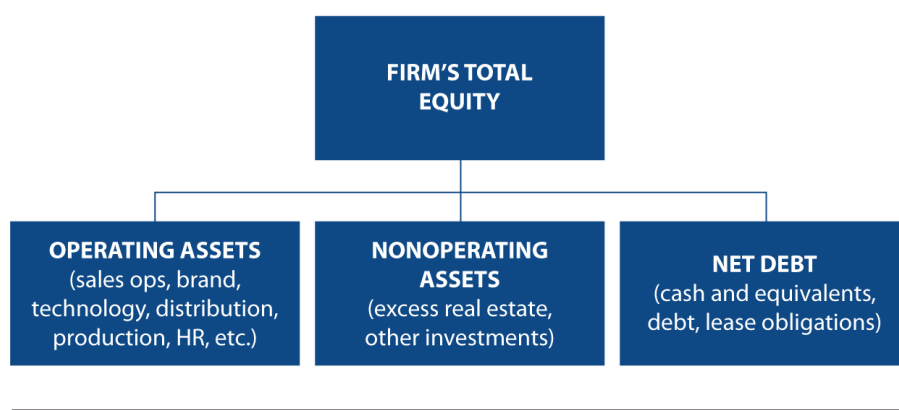 FIRM'S TOTAL
EQUITY
OPERATING ASSETS
(sales ops, brand,
technology, distribution,
production, HR, etc.)
NONOPERATING
ASSETS
(excess real estate,
other investments)
NET DEBT
(cash and equivalents,
debt, lease obligations)